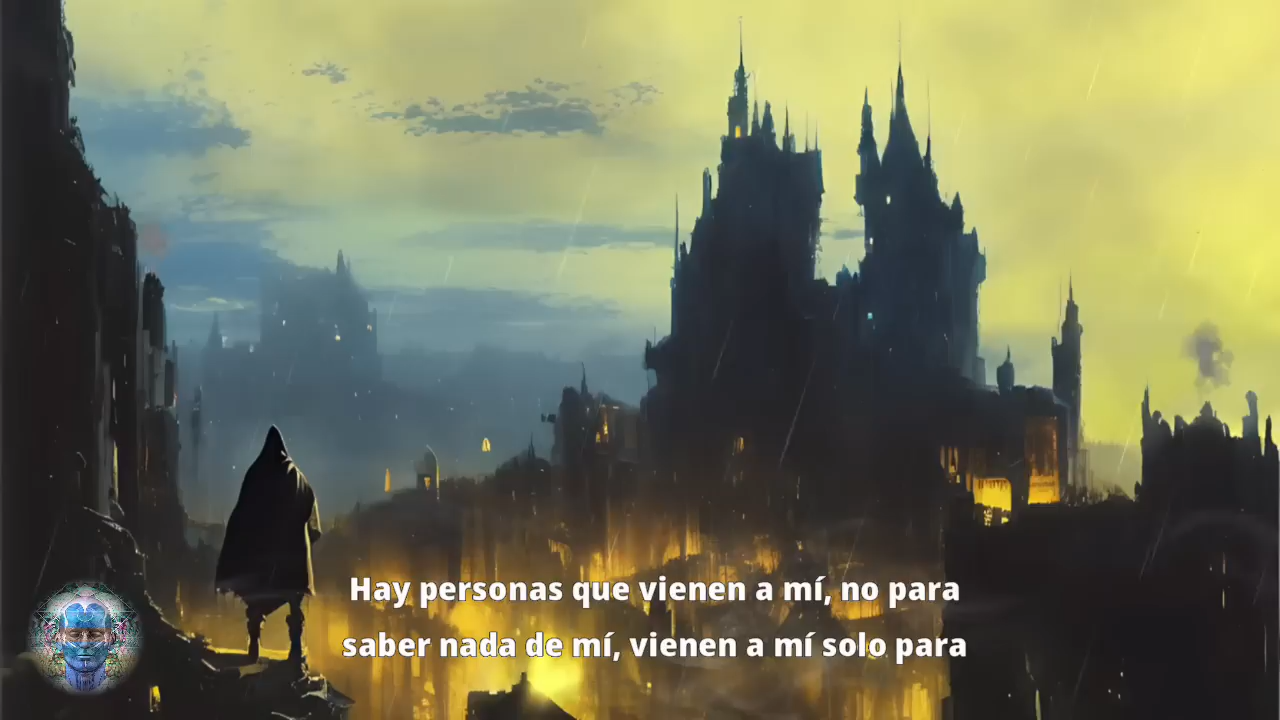 Hay personas que vienen a mí, no para
saber nada de mí, vienen a mí solo para